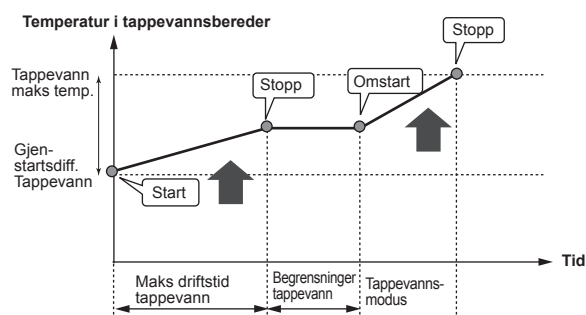 Temperatur i tappevannsbereder
Stopp
Tappevann
maks temp.
Stopp
Omstart
Gjen-
startsdiff.
Tappevann
Start
Tid
Maks driftstid
tappevann
Begrensninger
tappevann
Tappevanns-
modus